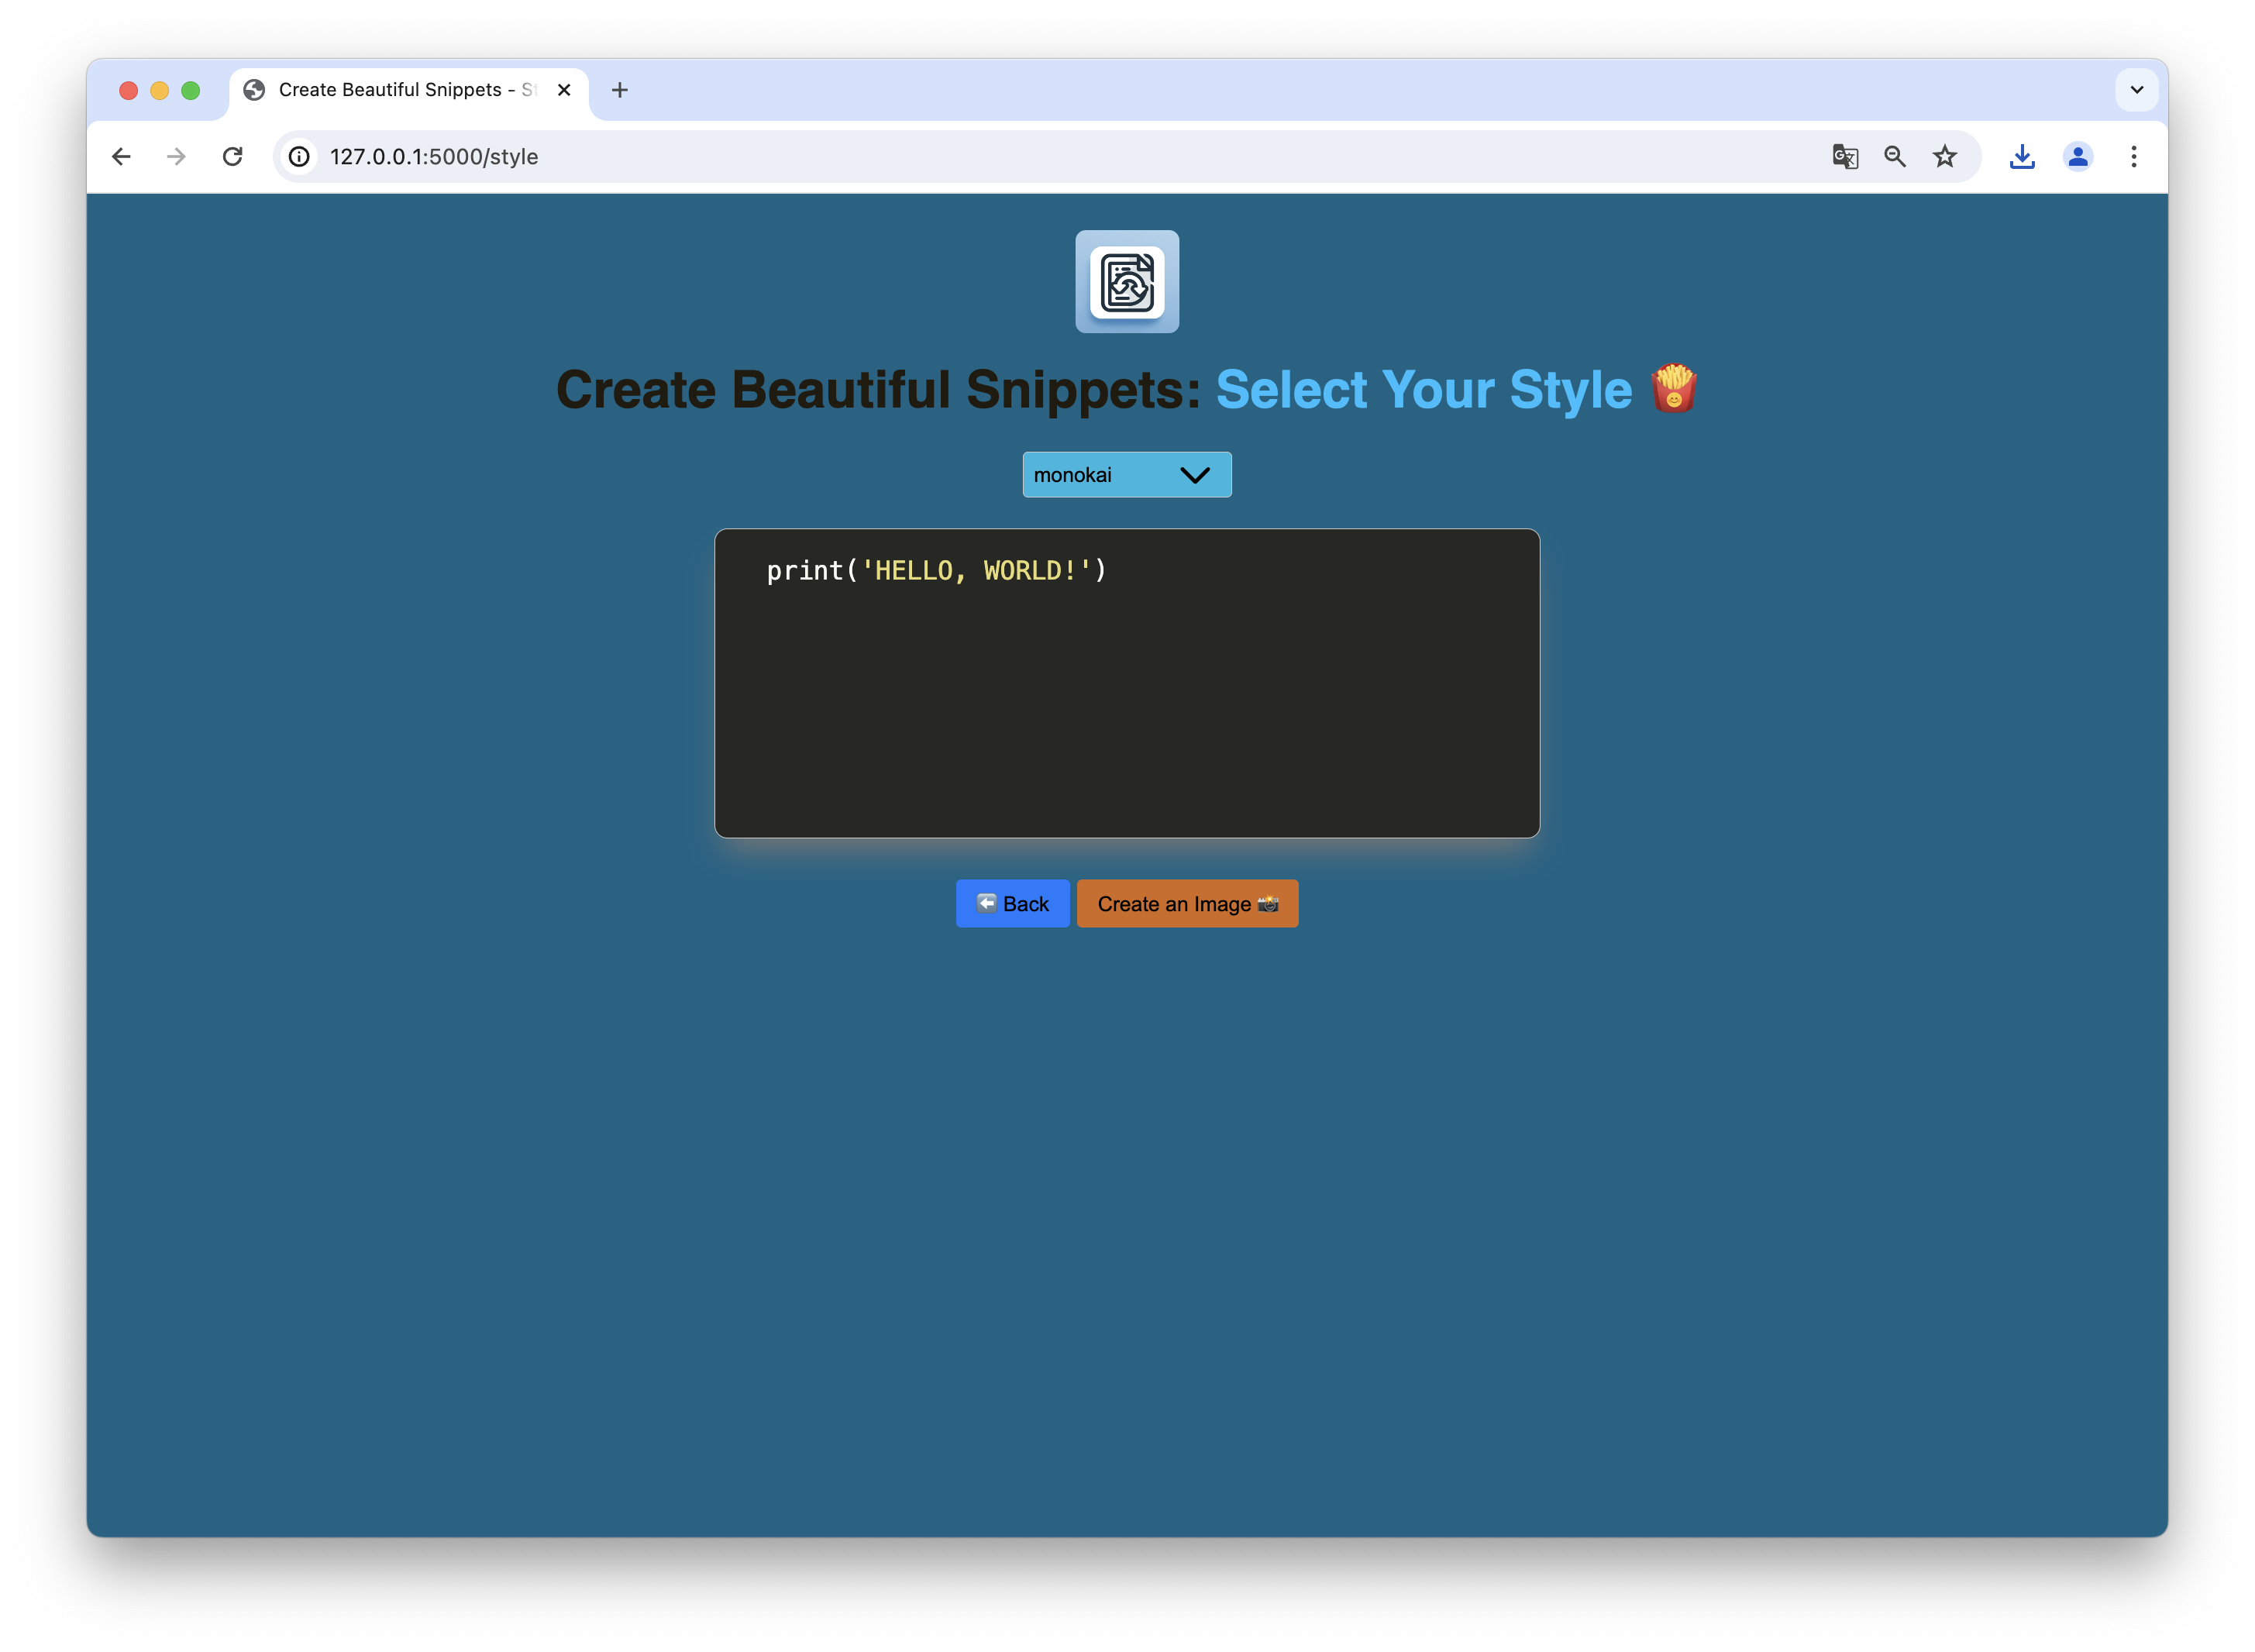 Create Beautiful Snippets - St
127.0.0.1:5000/style
Create Beautiful Snippets: Select Your Style 🍟
monokai
print('HELLO, WORLD!')
⬅️ Back
Create an Image 📸